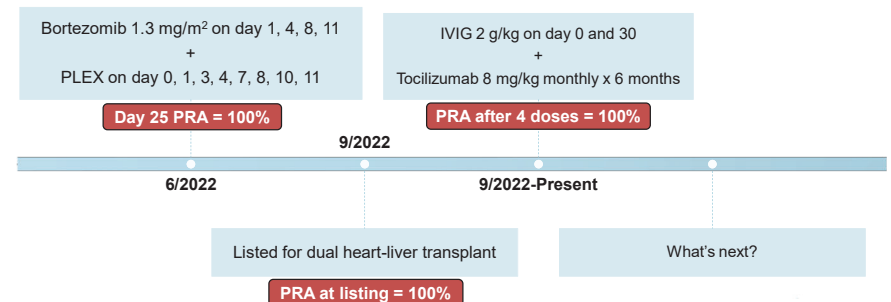 Bortezomib 1.3 mg/m² on day 1, 4, 8, 11
+
PLEX on day 0, 1, 3, 4, 7, 8, 10, 11
Day 25 PRA = 100%
IVIG 2 g/kg on day 0 and 30
+
Tocilizumab 8 mg/kg monthly x 6 months
PRA after 4 doses = 100%
9/2022
6/2022
9/2022-Present
Listed for dual heart-liver transplant
PRA at listing = 100%
What's next?